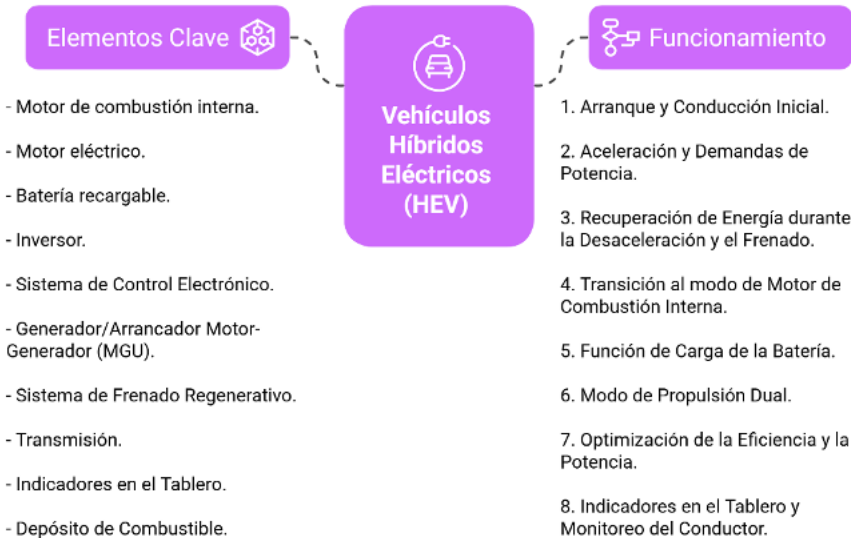 Elementos Clave
- Motor de combustión interna.
- Motor eléctrico.
- Batería recargable.
- Inversor.
- Sistema de Control Electrónico.
- Generador/Arrancador Motor-
Generador (MGU).
- Sistema de Frenado Regenerativo.
- Transmisión.
- Indicadores en el Tablero.
- Depósito de Combustible.
Vehículos
Híbridos
Eléctricos
(HEV)
Funcionamiento
1. Arranque y Conducción Inicial.
2. Aceleración y Demandas de
Potencia.
3. Recuperación de Energía durante
la Desaceleración y el Frenado.
4. Transición al modo de Motor de
Combustión Interna.
5. Función de Carga de la Batería.
6. Modo de Propulsión Dual.
7. Optimización de la Eficiencia y la
Potencia.
8. Indicadores en el Tablero y
Monitoreo del Conductor.